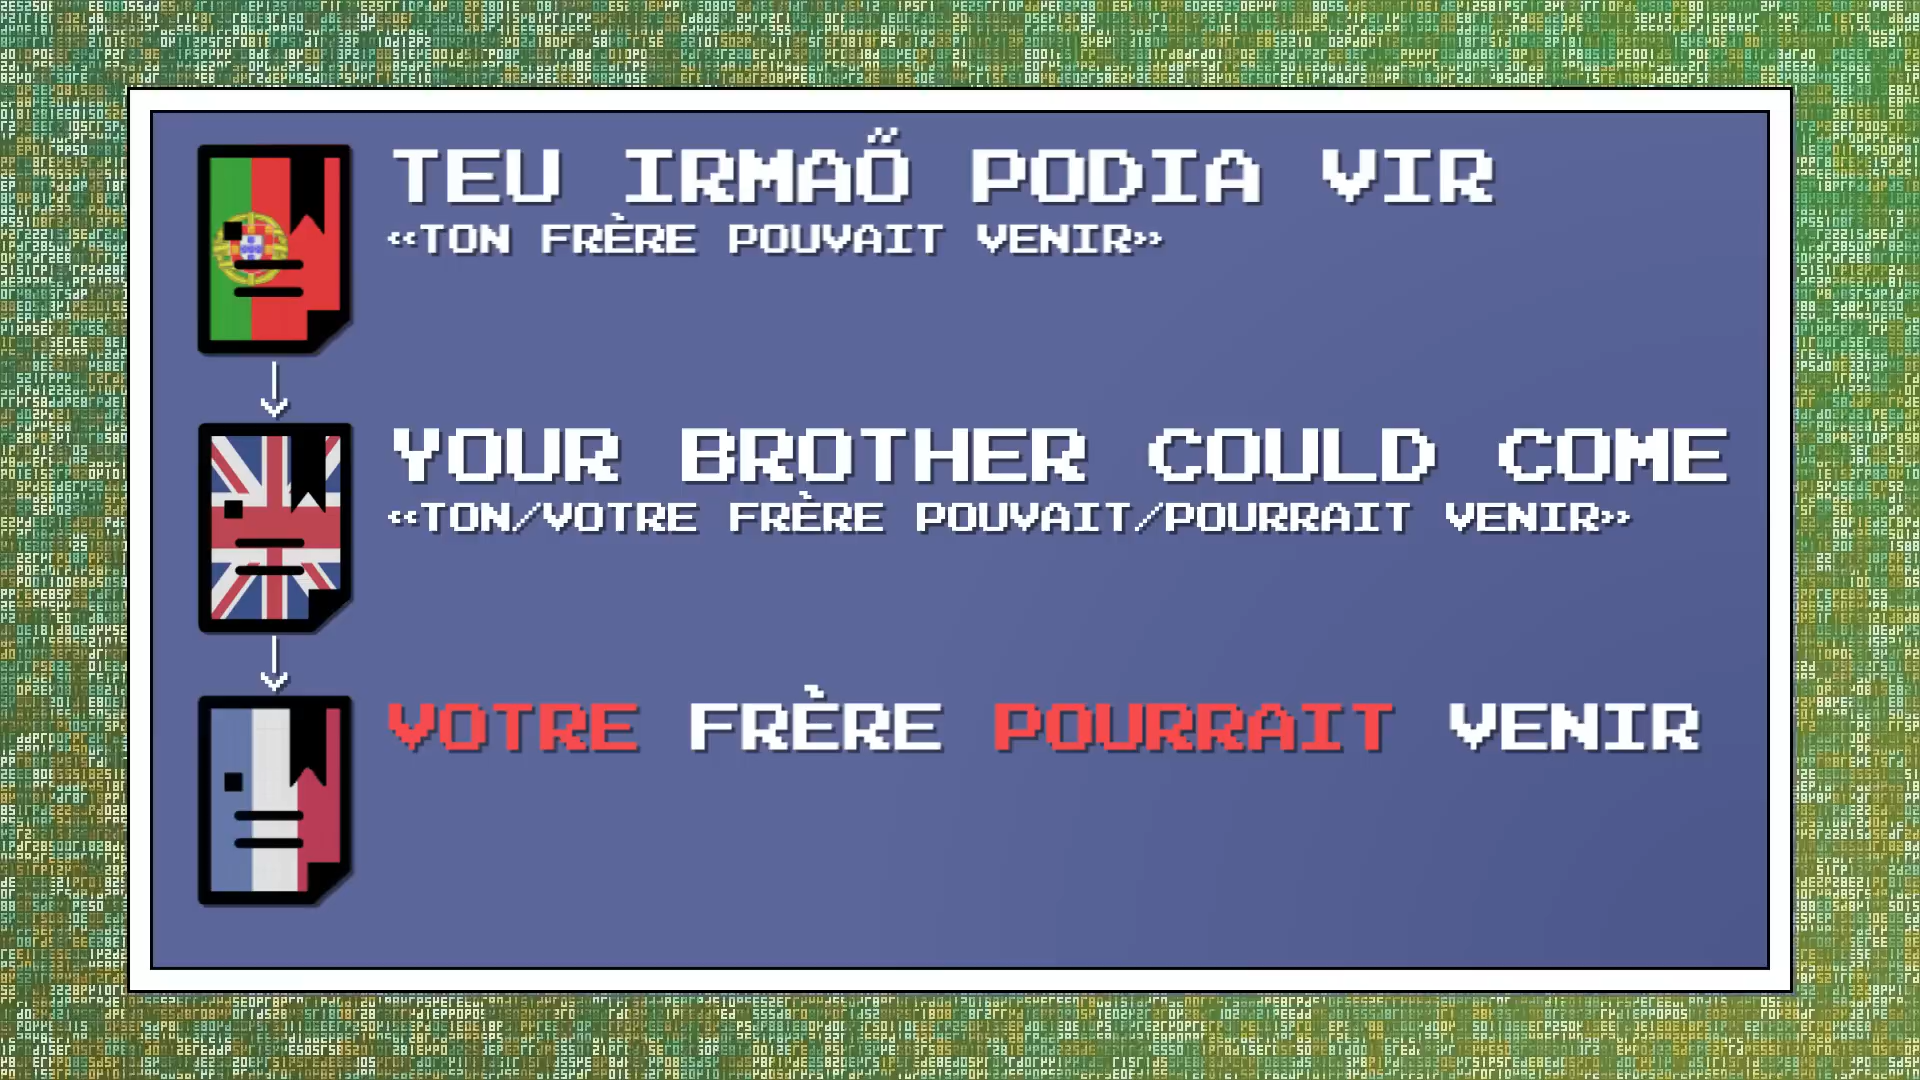 TEU IRMAŐ PODIA VIR
«TON FRÈRE POUVAIT VENIR»
YOUR BROTHER COULD COME
«TON/VOTRE FRÈRE POUVAIT/POURRAIT VENIR»
VOTRE FRÈRE POURRAIT VENIR